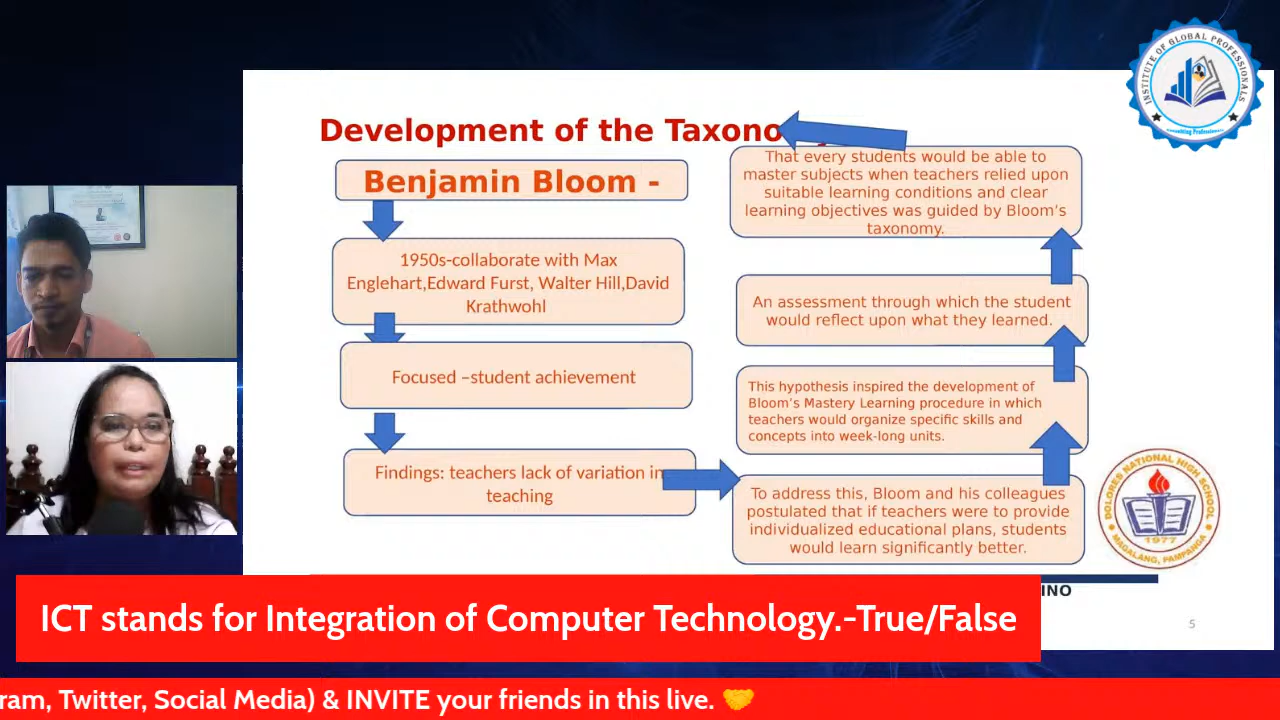 Development of the Taxono
Benjamin Bloom -
1950s-collaborate with Max
Englehart,Edward Furst, Walter Hill,David
Krathwohl
Focused –student achievement
Findings: teachers lack of variation in
teaching
That every students would be able to
master subjects when teachers relied upon
suitable learning conditions and clear
learning objectives was guided by Bloom’s
taxonomy.
An assessment through which the student
would reflect upon what they learned.
This hypothesis inspired the development of
Bloom’s Mastery Learning procedure in which
teachers would organize specific skills and
concepts into week-long units.
To address this, Bloom and his colleagues
postulated that if teachers were to provide
individualized educational plans, students
would learn significantly better.
INSTITUTE OF GLOBAL PROFESSIONALS
DOLORES NATIONAL HIGH SCHOOL
1977
MAGALANG, PAMPANGA
INO
5
ICT stands for Integration of Computer Technology.-True/False
ram, Twitter, Social Media) & INVITE your friends in this live. 🤝